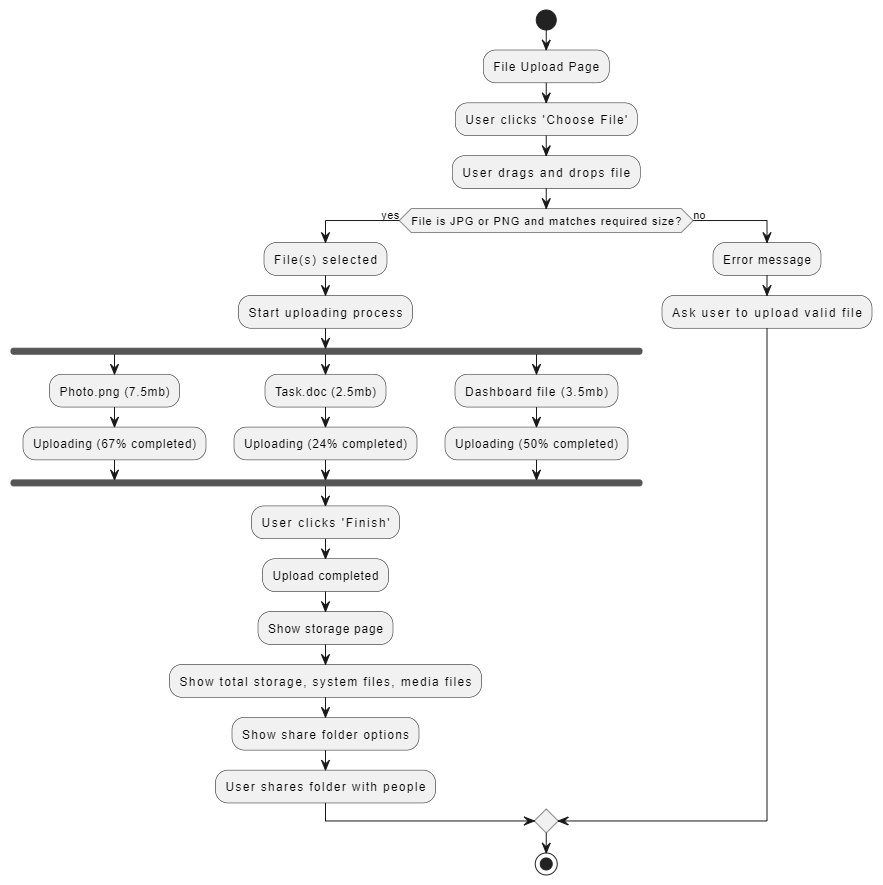 File Upload Page
User clicks 'Choose File'
User drags and drops file
yes
File is JPG or PNG and matches required size?
no
File(s) selected
Error message
Start uploading process
Ask user to upload valid file
Photo.png (7.5mb)
Task.doc (2.5mb)
Dashboard file (3.5mb)
Uploading (67% completed)
Uploading (24% completed)
Uploading (50% completed)
User clicks 'Finish'
Upload completed
Show storage page
Show total storage, system files, media files
Show share folder options
User shares folder with people